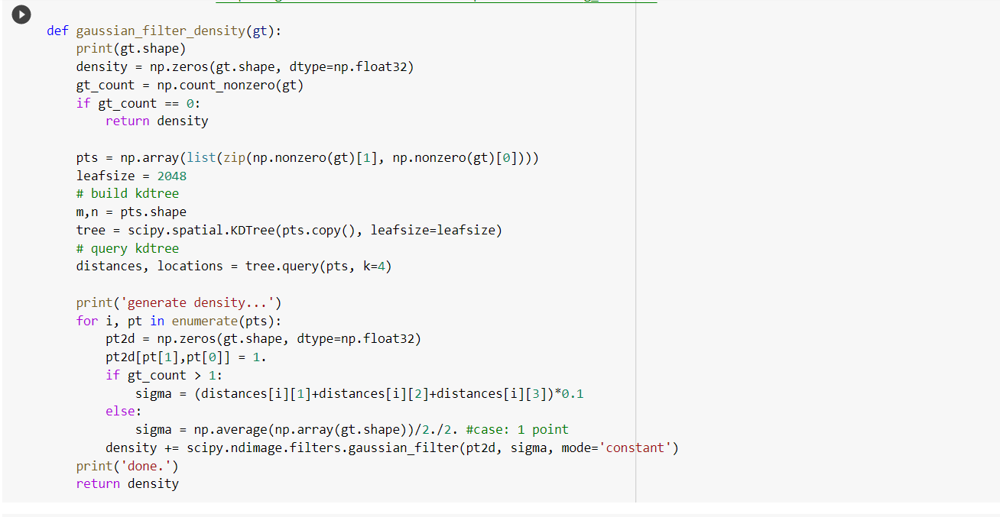 def gaussian_filter_density(gt):
    print(gt.shape)
    density = np.zeros(gt.shape, dtype=np.float32)
    gt_count = np.count_nonzero(gt)
    if gt_count == 0:
        return density

    pts = np.array(list(zip(np.nonzero(gt)[1], np.nonzero(gt)[0])))
    leafsize = 2048
    # build kdtree
    m,n = pts.shape
    tree = scipy.spatial.KDTree(pts.copy(), leafsize=leafsize)
    # query kdtree
    distances, locations = tree.query(pts, k=4)

    print('generate density...')
    for i, pt in enumerate(pts):
        pt2d = np.zeros(gt.shape, dtype=np.float32)
        pt2d[pt[1],pt[0]] = 1.
        if gt_count > 1:
            sigma = (distances[i][1]+distances[i][2]+distances[i][3])*0.1
        else:
            sigma = np.average(np.array(gt.shape))/2./2. #case: 1 point
        density += scipy.ndimage.filters.gaussian_filter(pt2d, sigma, mode='constant')
    print('done.')
    return density